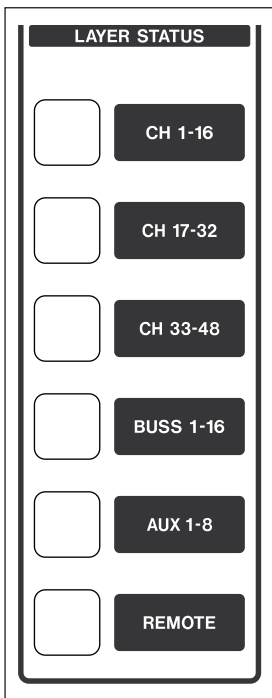 LAYER STATUS
CH 1-16
CH 17-32
CH 33-48
BUSS 1-16
AUX 1-8
REMOTE